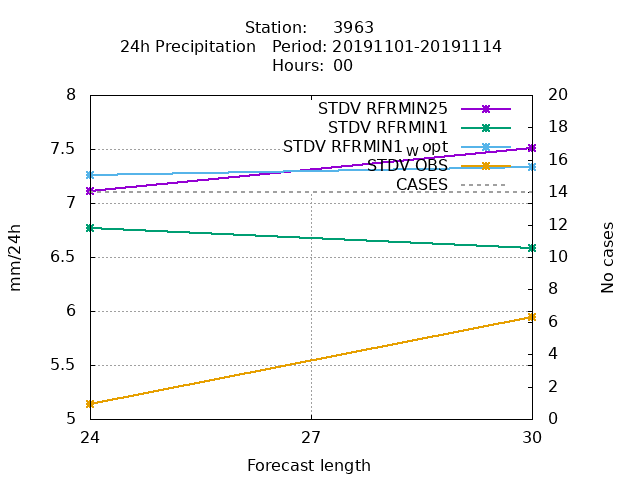 Station: 3963
24h Precipitation Period: 20191101-20191114
Hours: 00
8
7.5
7
6.5
6
5.5
5
mm/24h
STDV RFRMIN25
STDV RFRMIN1
STDV RFRMIN1_W opt
STDV OBS
CASES
20
18
16
14
12
10
8
6
4
2
0
No cases
24
27
30
Forecast length